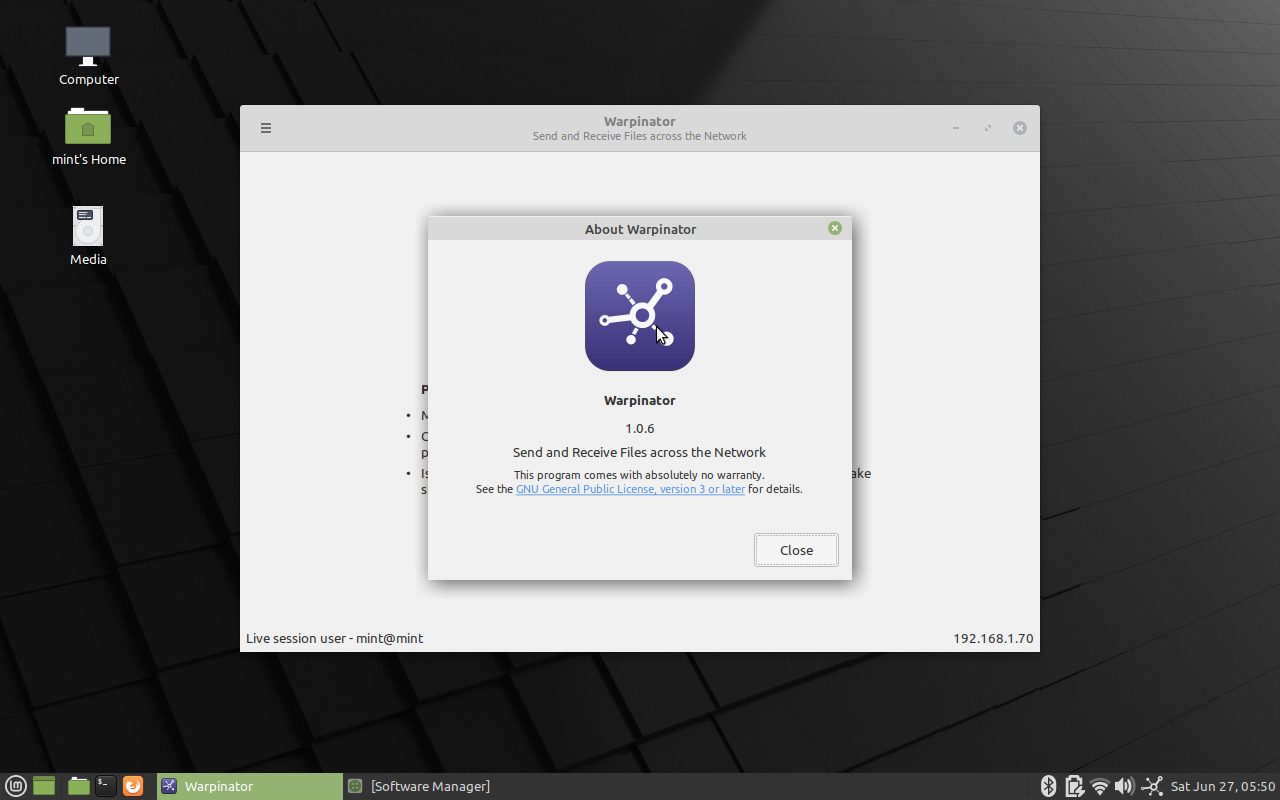 Computer
mint's Home
Media
Warpinator
Send and Receive Files across the Network
About Warpinator
Warpinator
1.0.6
Send and Receive Files across the Network
This program comes with absolutely no warranty.
See the GNU General Public License, version 3 or later for details.
Close
Live session user - mint@mint
192.168.1.70
Warpinator
[Software Manager]
Sat Jun 27, 05:50